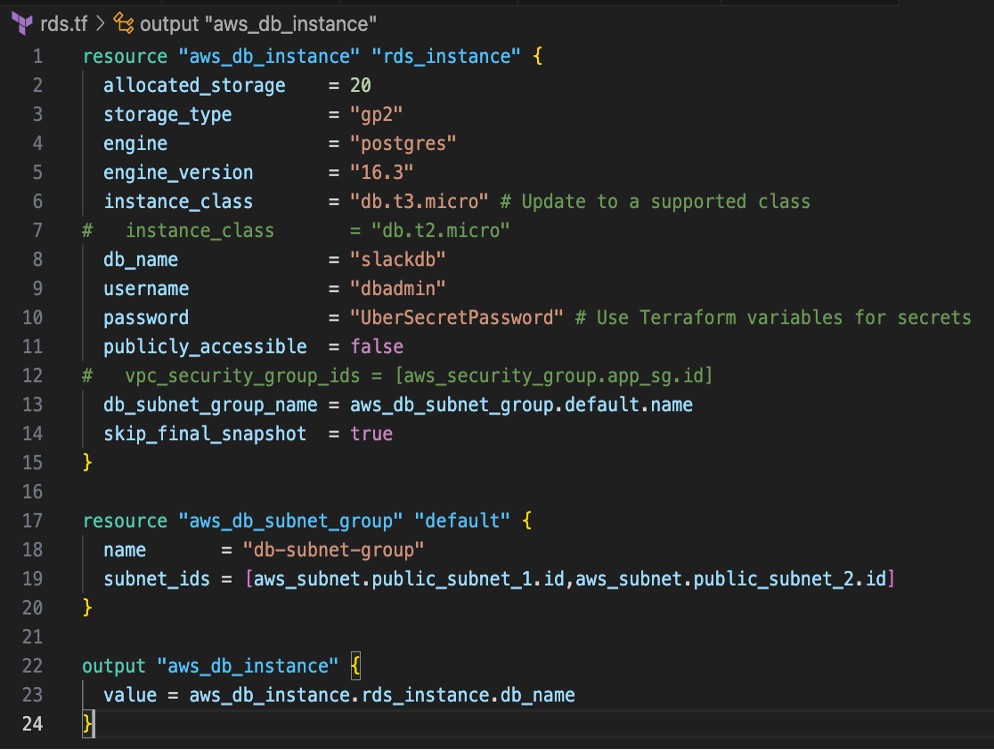 rds.tf > output "aws_db_instance"
1 resource "aws_db_instance" "rds_instance" {
2   allocated_storage    = 20
3   storage_type         = "gp2"
4   engine               = "postgres"
5   engine_version       = "16.3"
6   instance_class       = "db.t3.micro" # Update to a supported class
7 #   instance_class       = "db.t2.micro"
8   db_name              = "slackdb"
9   username             = "dbadmin"
10   password             = "UberSecretPassword" # Use Terraform variables for secrets
11   publicly_accessible  = false
12 #   vpc_security_group_ids = [aws_security_group.app_sg.id]
13   db_subnet_group_name = aws_db_subnet_group.default.name
14   skip_final_snapshot  = true
15 }
16
17 resource "aws_db_subnet_group" "default" {
18   name       = "db-subnet-group"
19   subnet_ids = [aws_subnet.public_subnet_1.id,aws_subnet.public_subnet_2.id]
20 }
21
22 output "aws_db_instance" {
23   value = aws_db_instance.rds_instance.db_name
24 }